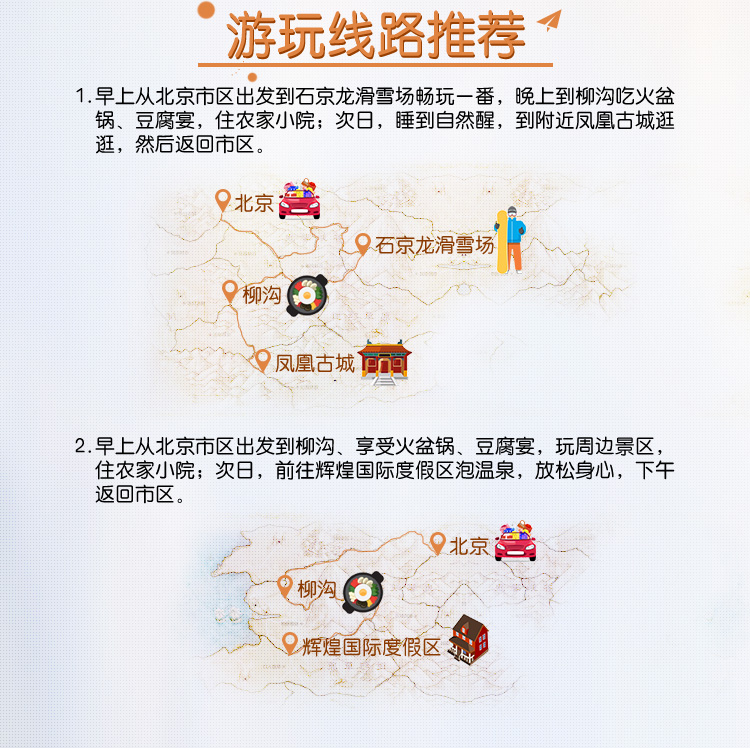 游玩线路推荐
1.早上从北京市区出发到石京龙滑雪场畅玩一番，晚上到柳沟吃火盆
锅、豆腐宴，住农家小院；次日，睡到自然醒，到附近凤凰古城逛
逛，然后返回市区。
北京
石京龙滑雪场
柳沟
凤凰古城
2.早上从北京市区出发到柳沟、享受火盆锅、豆腐宴，玩周边景区，
住农家小院；次日，前往辉煌国际度假区泡温泉，放松身心，下午
返回市区。
北京
柳沟
辉煌国际度假区